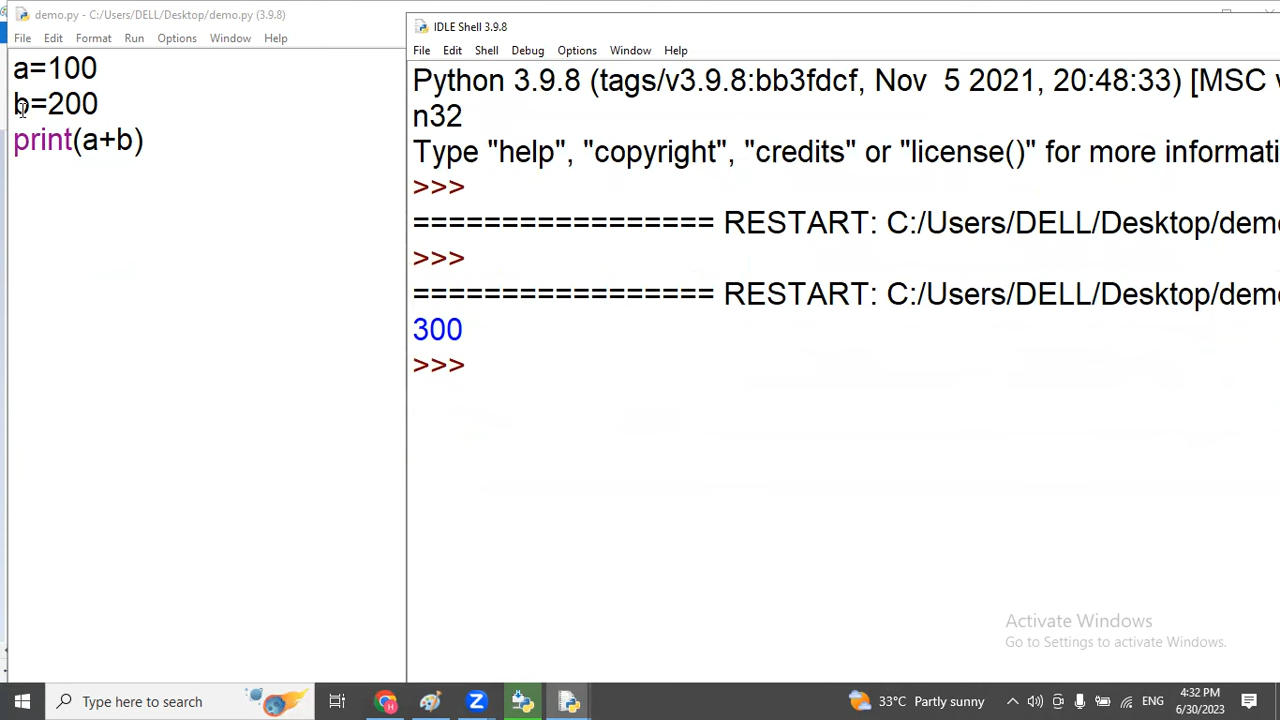 demo.py - C:/Users/DELL/Desktop/demo.py (3.9.8)
File Edit Format Run Options Window Help
a=100
b=200
print(a+b)
IDLE Shell 3.9.8
File Edit Shell Debug Options Window Help
Python 3.9.8 (tags/v3.9.8:bb3fdcf, Nov 5 2021, 20:48:33) [MSC v
n32
Type "help", "copyright", "credits" or "license()" for more informati
>>>
================= RESTART: C:/Users/DELL/Desktop/demo
>>>
================= RESTART: C:/Users/DELL/Desktop/demo
300
>>>
Activate Windows
Go to Settings to activate Windows.
Type here to search
33°C Partly sunny
ENG
4:32 PM
6/30/2023